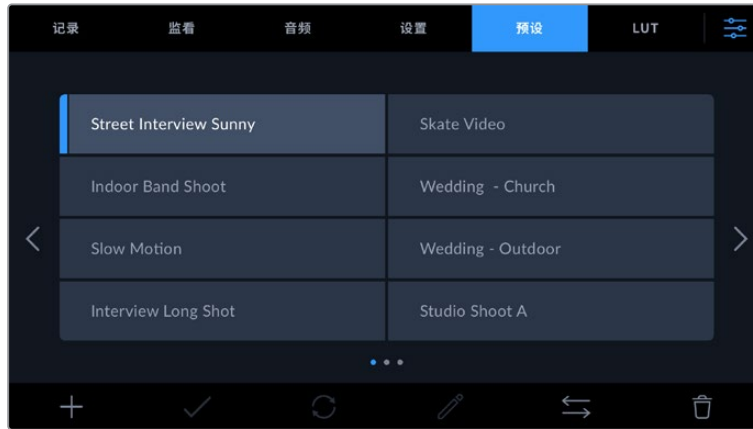 记录 监看 音频 设置 预设 LUT
Street Interview Sunny Skate Video
Indoor Band Shoot Wedding - Church
Slow Motion Wedding - Outdoor
Interview Long Shot Studio Shoot A